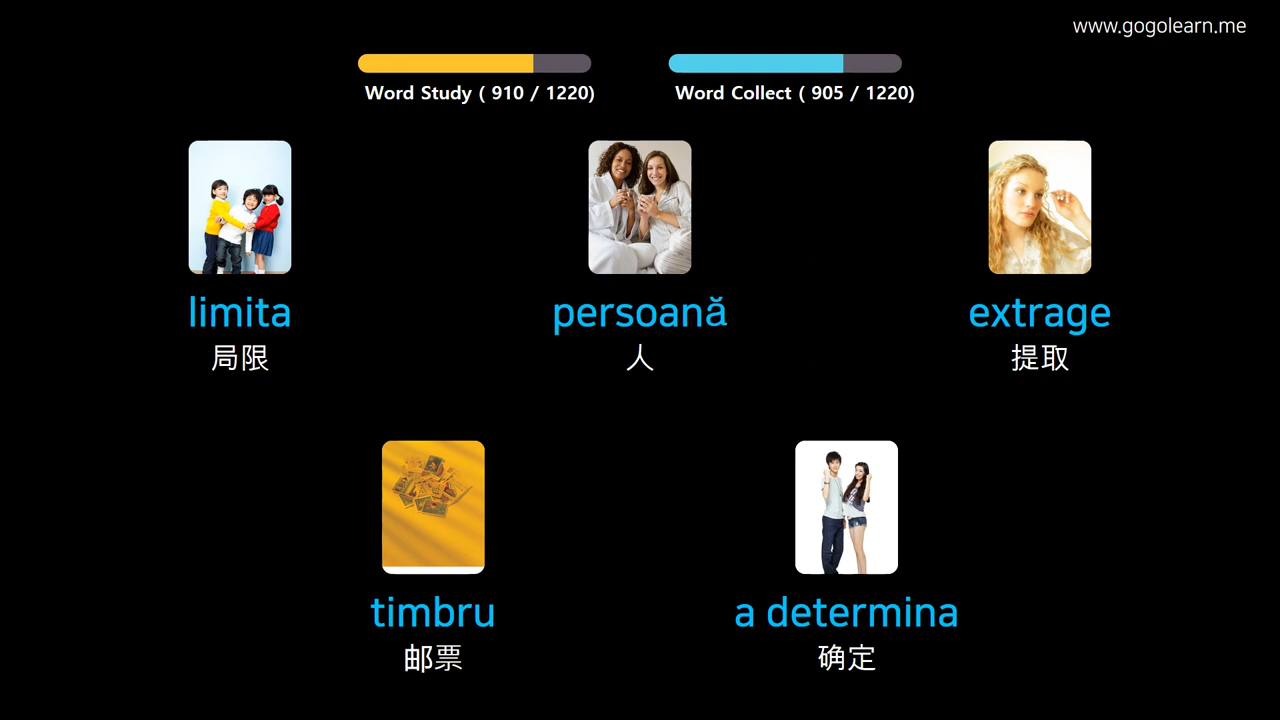 www.gogolearn.me
Word Study ( 910 / 1220)
Word Collect ( 905 / 1220)
limita
局限
persoană
人
extrage
提取
timbru
邮票
a determina
确定